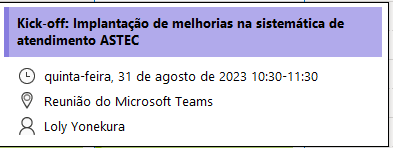 Kick-off: Implantação de melhorias na sistemática de
atendimento ASTEC
quinta-feira, 31 de agosto de 2023 10:30-11:30
Reunião do Microsoft Teams
Loly Yonekura